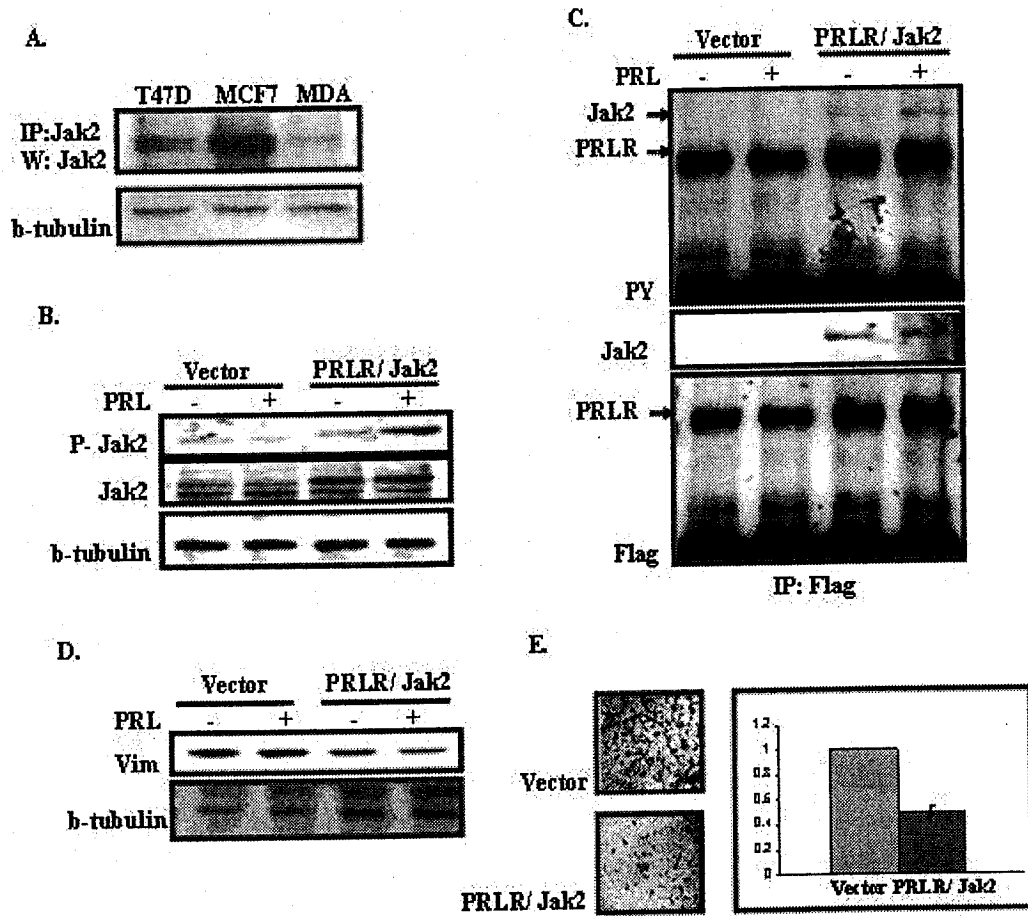 A.
T47D MCF7 MDA
IP:Jak2
W: Jak2
b-tubulin
B.
Vector PRLR/ Jak2
PRL - + - +
P- Jak2
Jak2
b-tubulin
C.
Vector PRLR/ Jak2
PRL - + - +
Jak2
PRLR
PY
Jak2
PRLR
Flag
IP: Flag
D.
Vector PRLR/ Jak2
PRL - + - +
Vim
b-tubulin
E.
Vector
PRLR/ Jak2
1.2
1
0.8
0.6
0.4
0.2
0
Vector PRLR/ Jak2